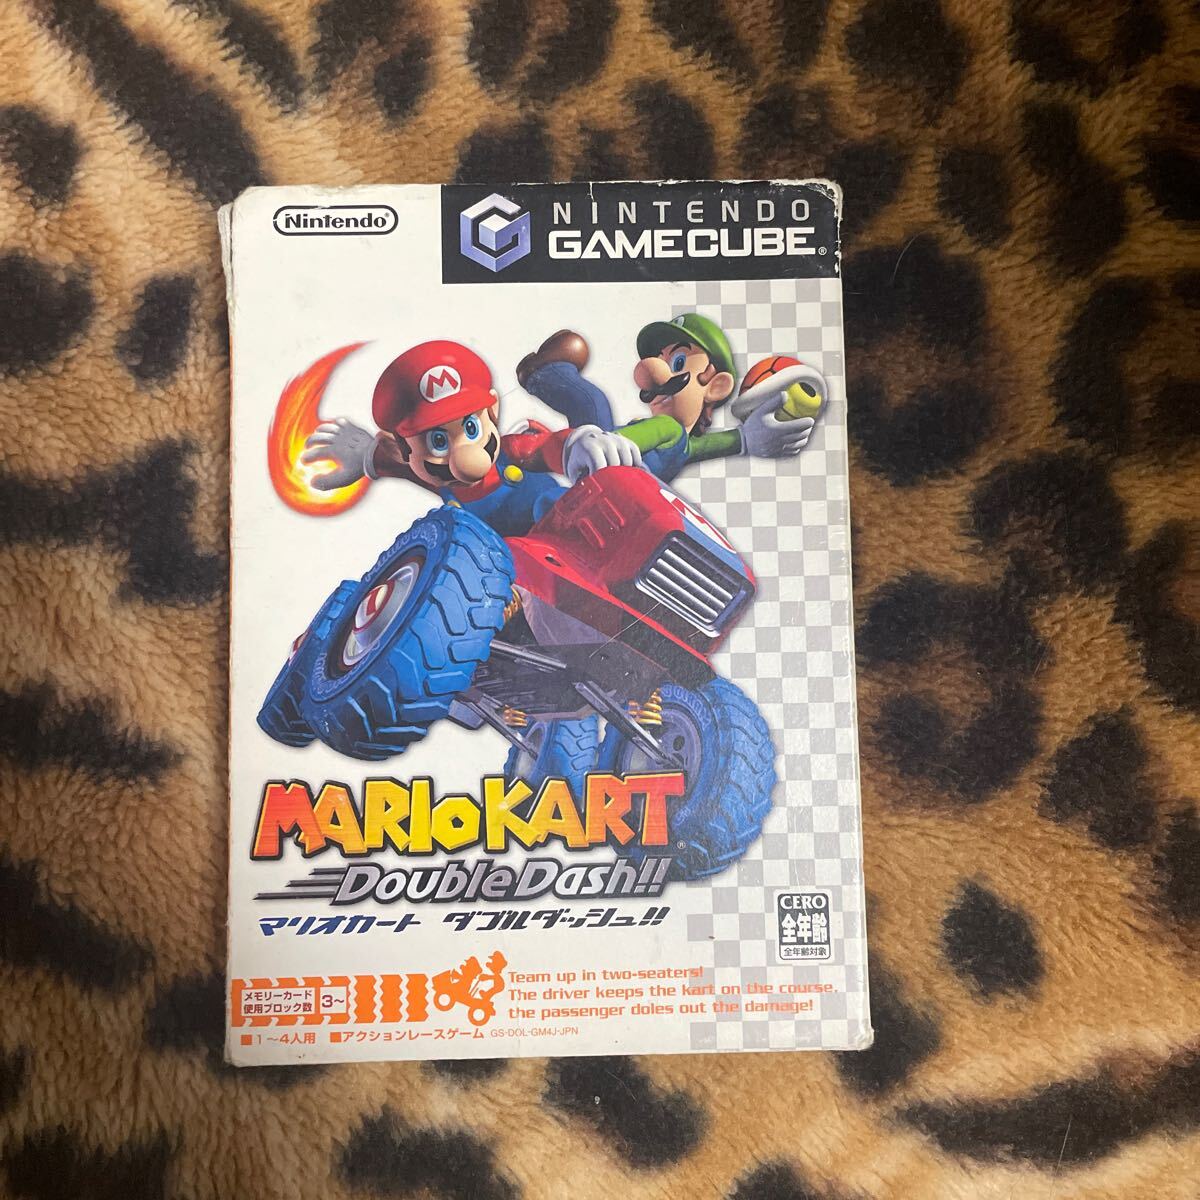 Nintendo®
NINTENDO
GAMECUBE®
M
MARIOKART®
Double Dash!!
マリオカート ダブルダッシュ!!
CERO
全年齢
全年齢対象
メモリーカード
使用ブロック数
3~
Team up in two-seaters!
The driver keeps the kart on the course,
the passenger doles out the damage!
■1~4人用 ■アクションレースゲーム GS-DOL-GM4J-JPN